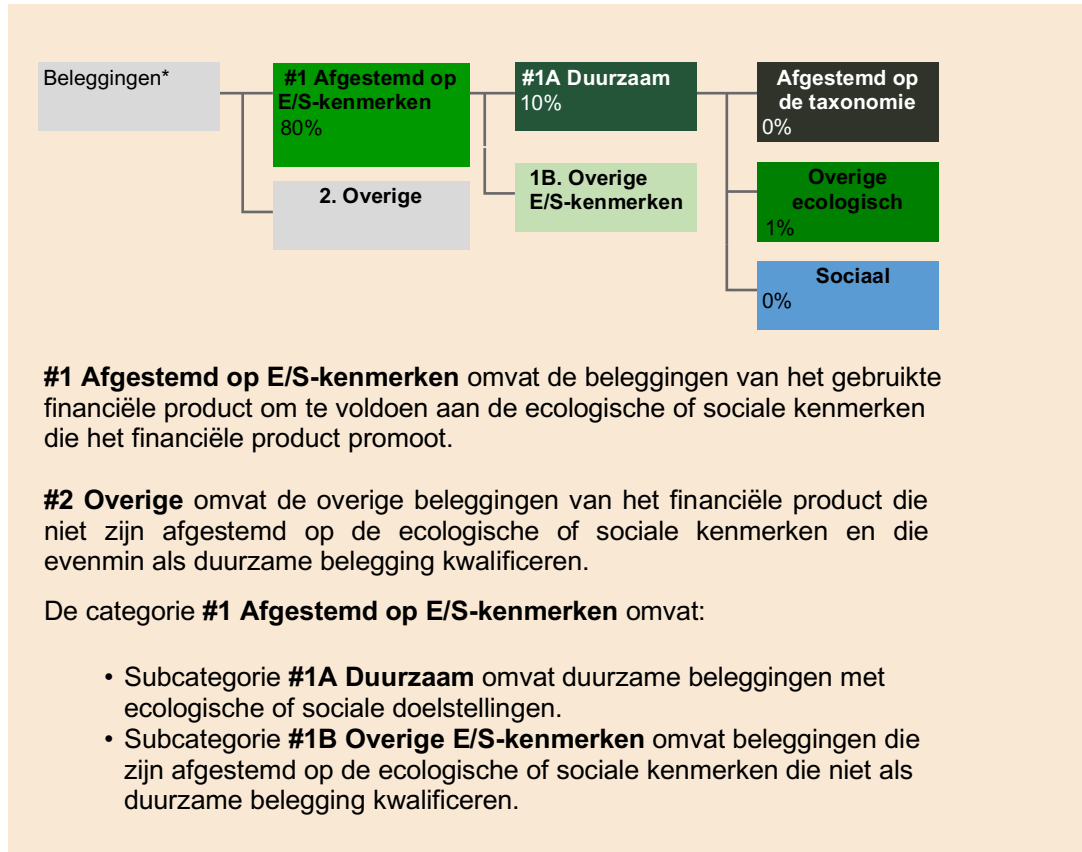 Beleggingen*
#1 Afgestemd op
E/S-kenmerken
80%
2. Overige
#1A Duurzaam
10%
1B. Overige
E/S-kenmerken
Afgestemd op
de taxonomie
0%
Overige
ecologisch
1%
Sociaal
0%
#1 Afgestemd op E/S-kenmerken omvat de beleggingen van het gebruikte
financiële product om te voldoen aan de ecologische of sociale kenmerken
die het financiële product promoot.
#2 Overige omvat de overige beleggingen van het financiële product die
niet zijn afgestemd op de ecologische of sociale kenmerken en die
evenmin als duurzame belegging kwalificeren.
De categorie #1 Afgestemd op E/S-kenmerken omvat:
• Subcategorie #1A Duurzaam omvat duurzame beleggingen met
ecologische of sociale doelstellingen.
• Subcategorie #1B Overige E/S-kenmerken omvat beleggingen die
zijn afgestemd op de ecologische of sociale kenmerken die niet als
duurzame belegging kwalificeren.